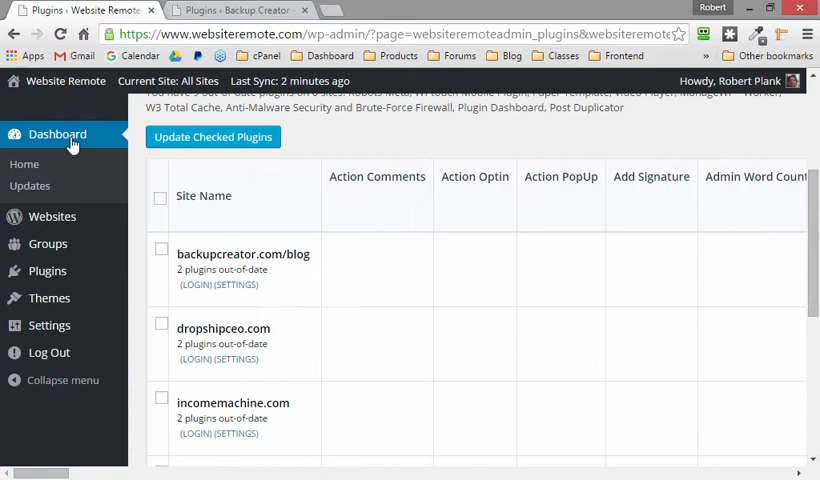 Robert
Plugins ‹ Website Remote
Plugins ‹ Backup Creator –
https://www.websiteremote.com/wp-admin/?page=websiteremoteadmin_plugins&websiteremote
Apps
Gmail
Calendar
cPanel
Dashboard
Products
Forums
Blog
Classes
Frontend
Other bookmarks
Website Remote
Current Site: All Sites
Last Sync: 2 minutes ago
Howdy, Robert Plank
W3 Total Cache, Anti-Malware Security and Brute-Force Firewall, Plugin Dashboard, Post Duplicator
Dashboard
Home
Updates
Websites
Groups
Plugins
Themes
Settings
Log Out
Collapse menu
Update Checked Plugins
Site Name
Action Comments
Action Optin
Action PopUp
Add Signature
Admin Word Count
backupcreator.com/blog
2 plugins out-of-date
(LOGIN) (SETTINGS)
dropshipceo.com
2 plugins out-of-date
(LOGIN) (SETTINGS)
incomemachine.com
2 plugins out-of-date
(LOGIN) (SETTINGS)